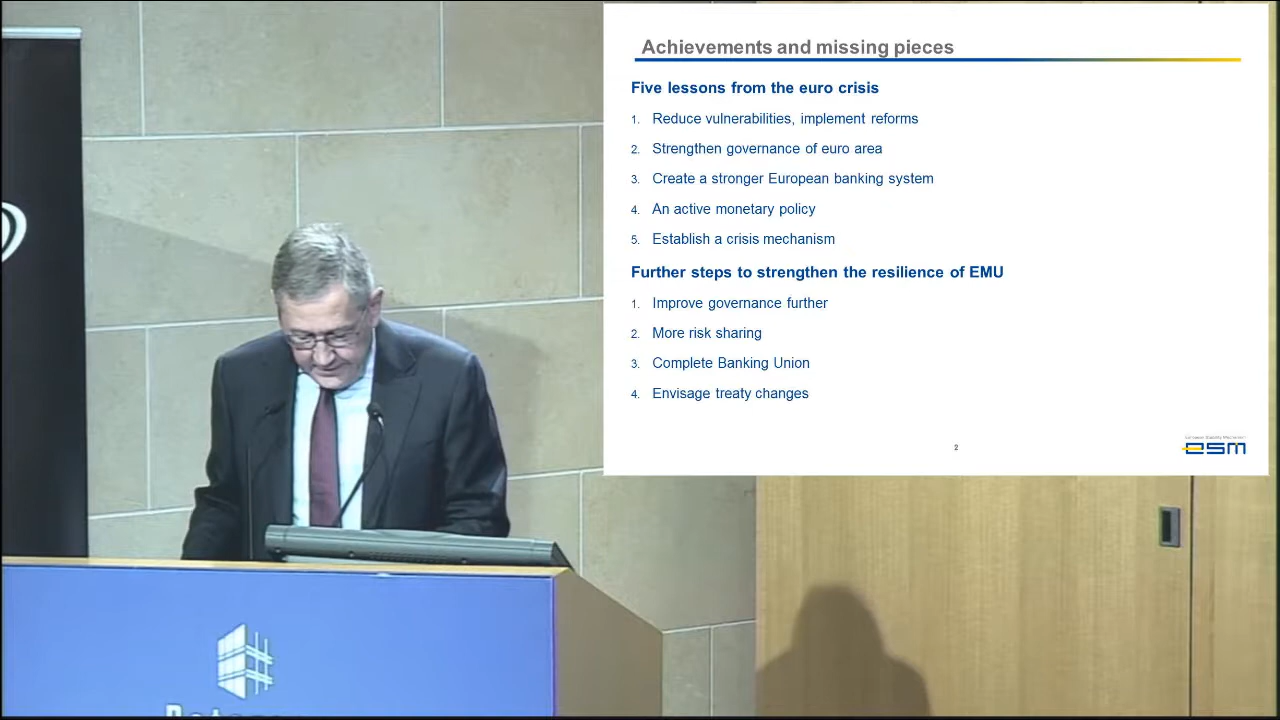 Achievements and missing pieces
Five lessons from the euro crisis
1. Reduce vulnerabilities, implement reforms
2. Strengthen governance of euro area
3. Create a stronger European banking system
4. An active monetary policy
5. Establish a crisis mechanism
Further steps to strengthen the resilience of EMU
1. Improve governance further
2. More risk sharing
3. Complete Banking Union
4. Envisage treaty changes
2
European Stability Mechanism
esm